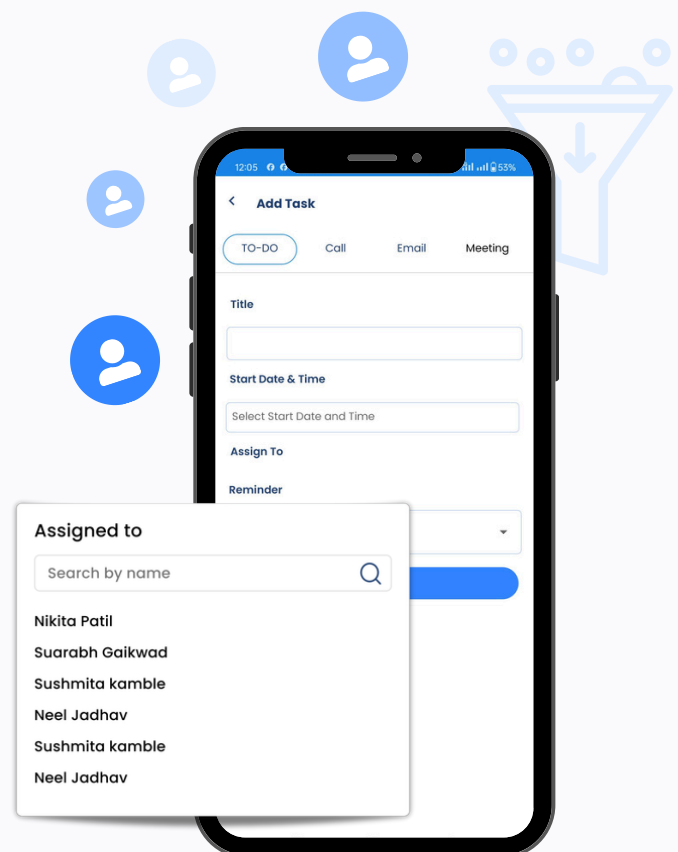 12:05
53%
Add Task
TO-DO Call Email Meeting
Title
Start Date & Time
Select Start Date and Time
Assign To
Reminder
Assigned to
Search by name
Nikita Patil
Suarabh Gaikwad
Sushmita kamble
Neel Jadhav
Sushmita kamble
Neel Jadhav